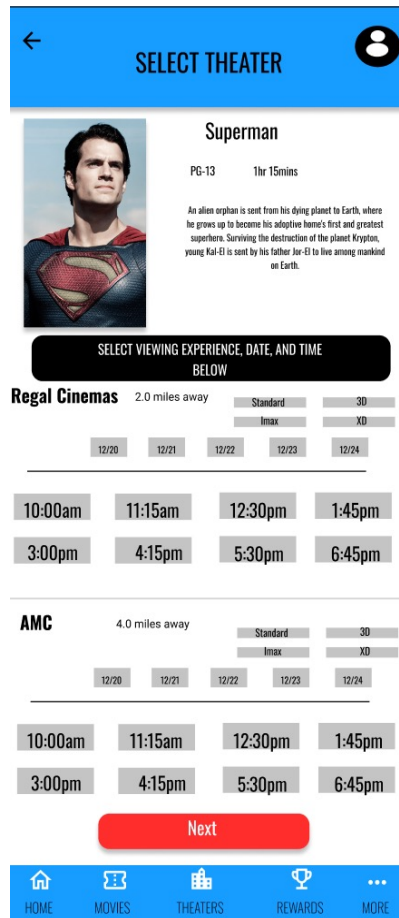 SELECT THEATER
Superman
PG-13 1hr 15mins
An alien orphan is sent from his dying planet to Earth, where
he grows up to become his adoptive home's first and greatest
superhero. Surviving the destruction of the planet Krypton,
young Kal-El is sent by his father Jor-El to live among mankind
on Earth.
SELECT VIEWING EXPERIENCE, DATE, AND TIME
BELOW
Regal Cinemas 2.0 miles away
Standard 3D
Imax XD
12/20 12/21 12/22 12/23 12/24
10:00am 11:15am 12:30pm 1:45pm
3:00pm 4:15pm 5:30pm 6:45pm
AMC 4.0 miles away
Standard 3D
Imax XD
12/20 12/21 12/22 12/23 12/24
10:00am 11:15am 12:30pm 1:45pm
3:00pm 4:15pm 5:30pm 6:45pm
Next
HOME MOVIES THEATERS REWARDS MORE